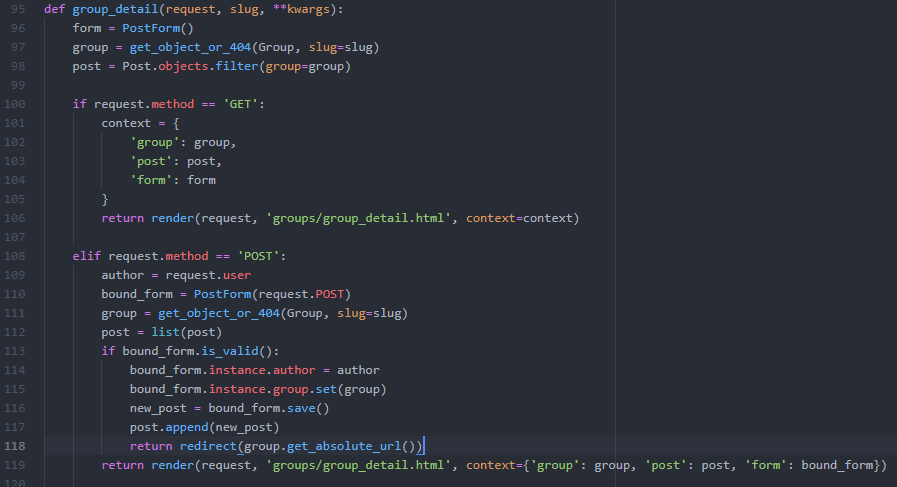 95 def group_detail(request, slug, **kwargs):
96     form = PostForm()
97     group = get_object_or_404(Group, slug=slug)
98     post = Post.objects.filter(group=group)
99
100     if request.method == 'GET':
101         context = {
102             'group': group,
103             'post': post,
104             'form': form
105         }
106         return render(request, 'groups/group_detail.html', context=context)
107
108     elif request.method == 'POST':
109         author = request.user
110         bound_form = PostForm(request.POST)
111         group = get_object_or_404(Group, slug=slug)
112         post = list(post)
113         if bound_form.is_valid():
114             bound_form.instance.author = author
115             bound_form.instance.group.set(group)
116             new_post = bound_form.save()
117             post.append(new_post)
118             return redirect(group.get_absolute_url())
119         return render(request, 'groups/group_detail.html', context={'group': group, 'post': post, 'form': bound_form})
120